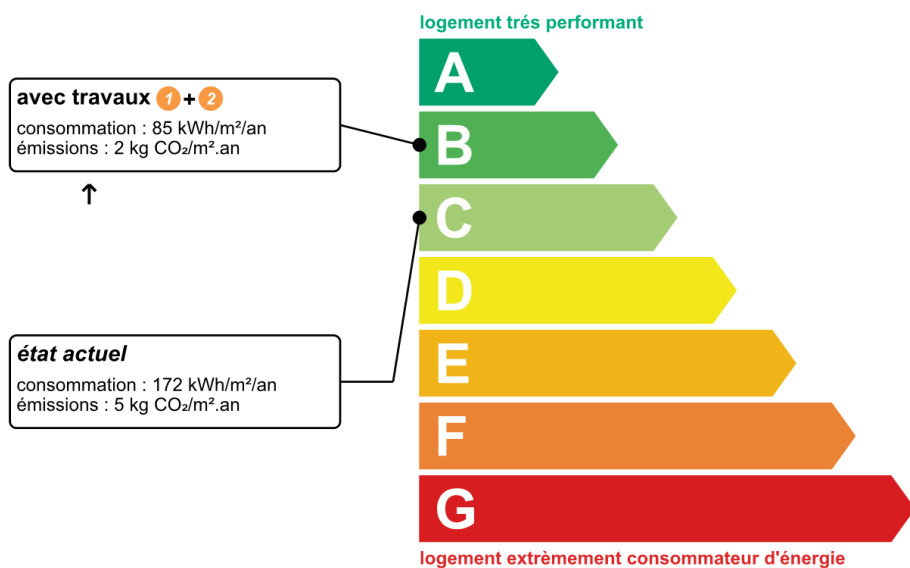 logement trés performant
avec travaux 1 + 2
consommation : 85 kWh/m²/an
émissions : 2 kg CO₂/m².an
↑
état actuel
consommation : 172 kWh/m²/an
émissions : 5 kg CO₂/m².an
A
B
C
D
E
F
G
logement extrèmement consommateur d'énergie